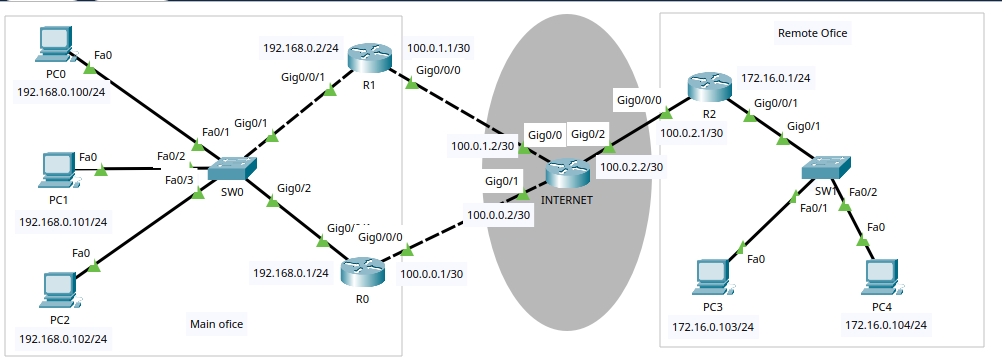 Main ofice
PC0
192.168.0.100/24
Fa0
Fa0/1
PC1
192.168.0.101/24
Fa0
Fa0/2
PC2
192.168.0.102/24
Fa0
Fa0/3
SW0
Gig0/1
Gig0/2
192.168.0.2/24
Gig0/0/1
R1
100.0.1.1/30
Gig0/0/0
192.168.0.1/24
R0
Gig0/0/0
100.0.0.1/30
INTERNET
100.0.1.2/30
Gig0/0
Gig0/2
100.0.2.2/30
Gig0/1
100.0.0.2/30
Remote Ofice
Gig0/0/0
R2
100.0.2.1/30
172.16.0.1/24
Gig0/0/1
Gig0/1
SW1
Fa0/1
Fa0/2
Fa0
PC3
172.16.0.103/24
Fa0
PC4
172.16.0.104/24